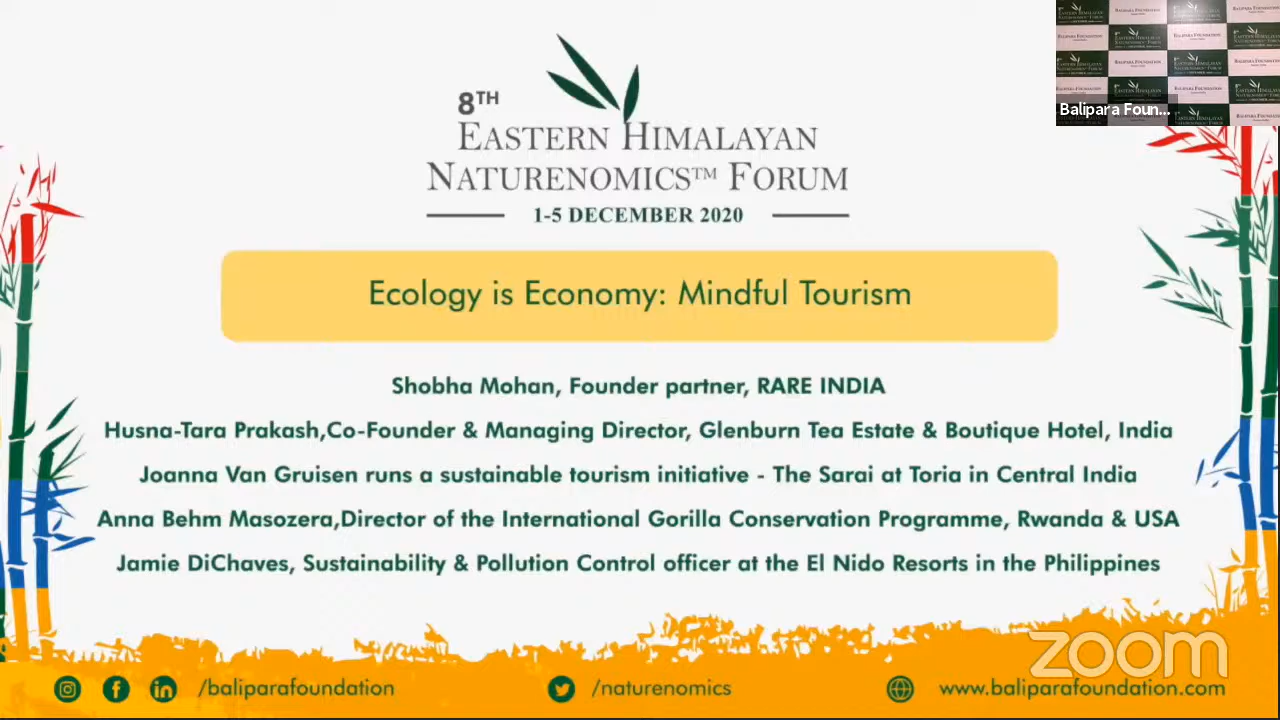 8TH
EASTERN HIMALAYAN
NATURENOMICS™ FORUM
1-5 DECEMBER 2020
Ecology is Economy: Mindful Tourism
Shobha Mohan, Founder partner, RARE INDIA
Husna-Tara Prakash,Co-Founder & Managing Director, Glenburn Tea Estate & Boutique Hotel, India
Joanna Van Gruisen runs a sustainable tourism initiative - The Sarai at Toria in Central India
Anna Behm Masozera,Director of the International Gorilla Conservation Programme, Rwanda & USA
Jamie DiChaves, Sustainability & Pollution Control officer at the El Nido Resorts in the Philippines
/baliparafoundation
/naturenomics
www.baliparafoundation.com
zoom
Balipara Foun...